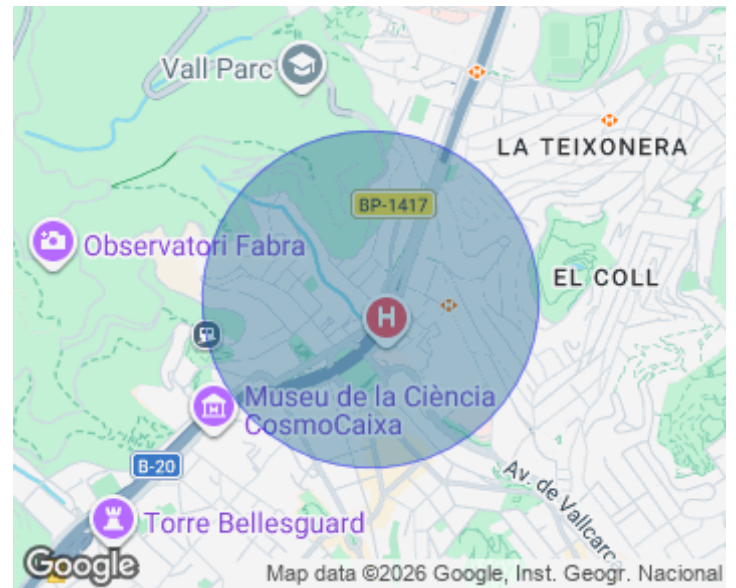 Vall Parc
LA TEIXONERA
BP-1417
Observatori Fabra
EL COLL
H
Museu de la Ciència
CosmoCaixa
B-20
Av. de Vallcarc
Torre Bellesguard
Google
Map data ©2026 Google, Inst. Geogr. Nacional